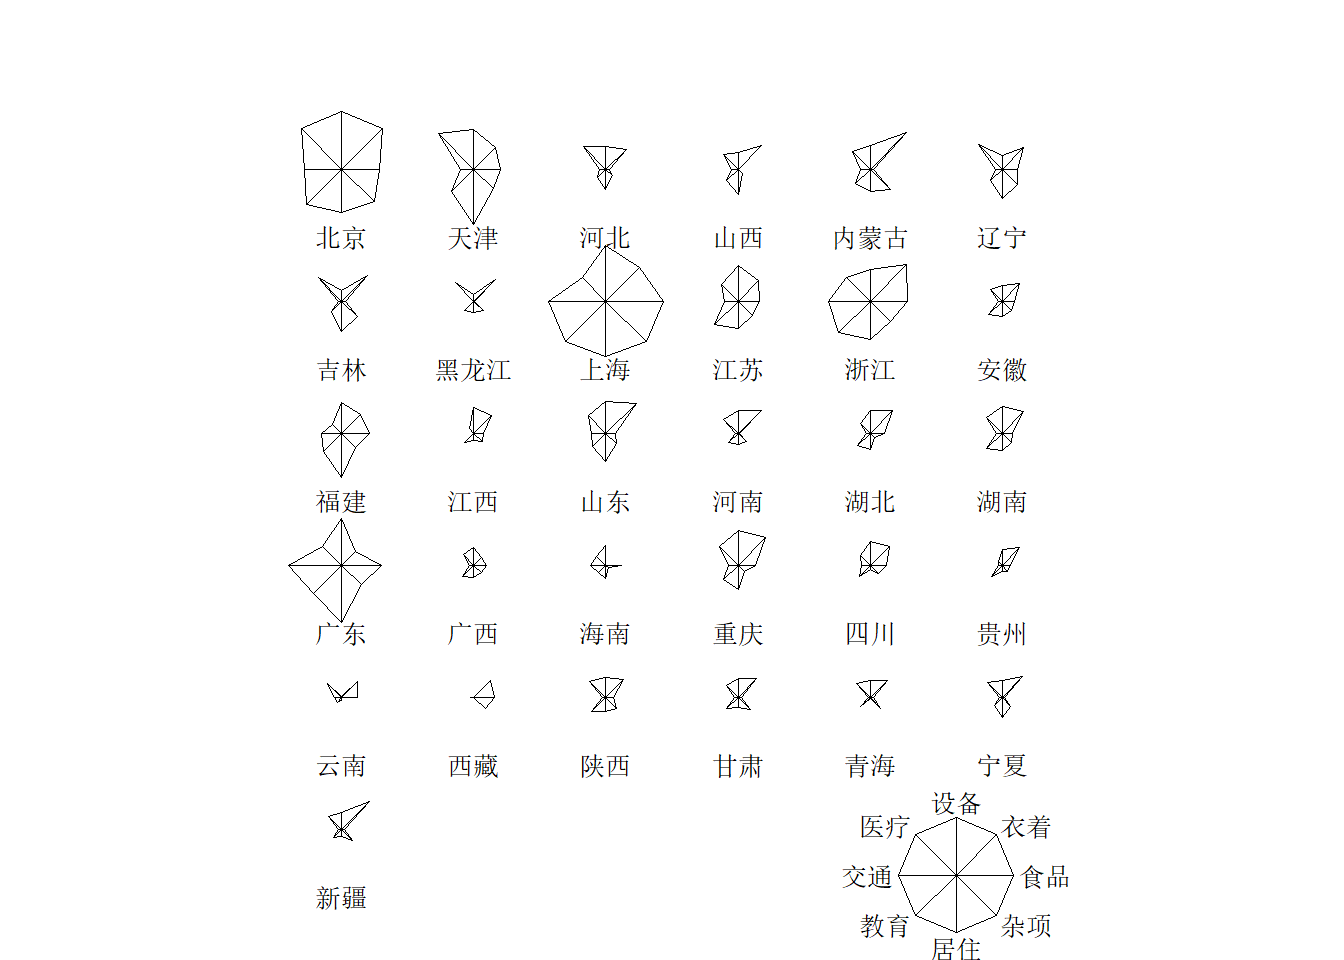 北京 天津 河北 山西 内蒙古 辽宁
吉林 黑龙江 上海 江苏 浙江 安徽
福建 江西 山东 河南 湖北 湖南
广东 广西 海南 重庆 四川 贵州
云南 西藏 陕西 甘肃 青海 宁夏
设备
医疗 衣着
交通 食品
新疆
教育 杂项
居住